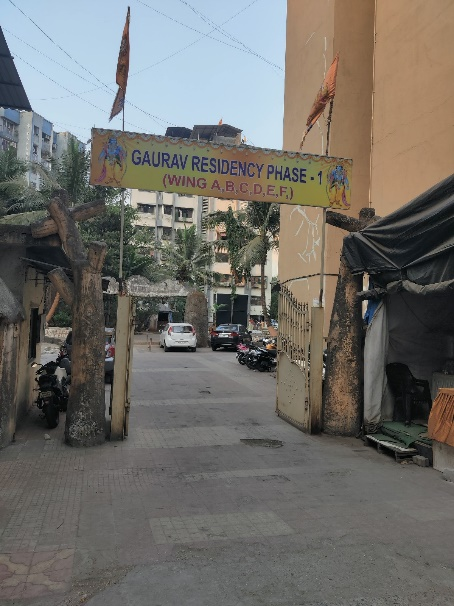 GAURAV RESIDENCY PHASE - 1
(WING A,B,C,D,E,F,)